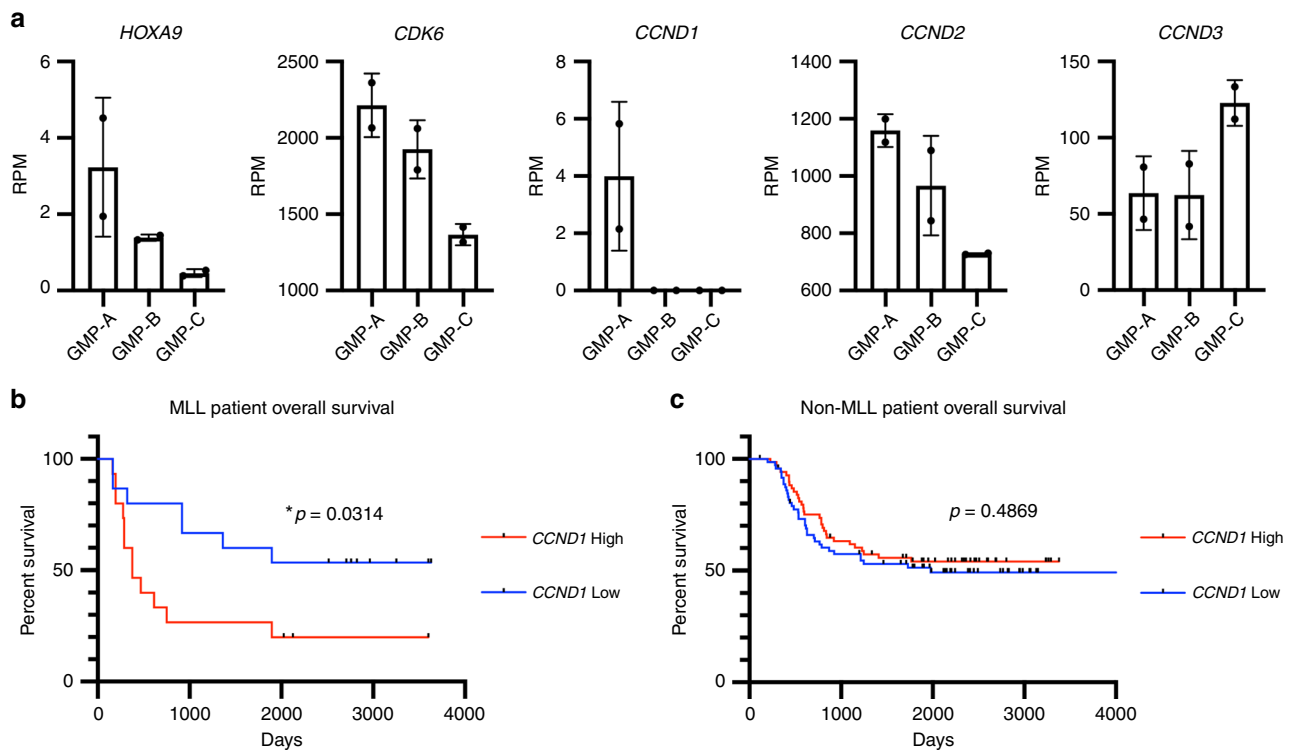 a
HOXA9
CDK6
CCND1
CCND2
CCND3
RPM
6
4
2
0
GMP-A
GMP-B
GMP-C
RPM
2500
2000
1500
1000
GMP-A
GMP-B
GMP-C
RPM
8
6
4
2
0
GMP-A
GMP-B
GMP-C
RPM
1400
1200
1000
800
600
GMP-A
GMP-B
GMP-C
RPM
150
100
50
0
GMP-A
GMP-B
GMP-C
b
MLL patient overall survival
Percent survival
100
50
0
*p = 0.0314
CCND1 High
CCND1 Low
0 1000 2000 3000 4000
Days
c
Non-MLL patient overall survival
Percent survival
100
50
0
p = 0.4869
CCND1 High
CCND1 Low
0 1000 2000 3000 4000
Days